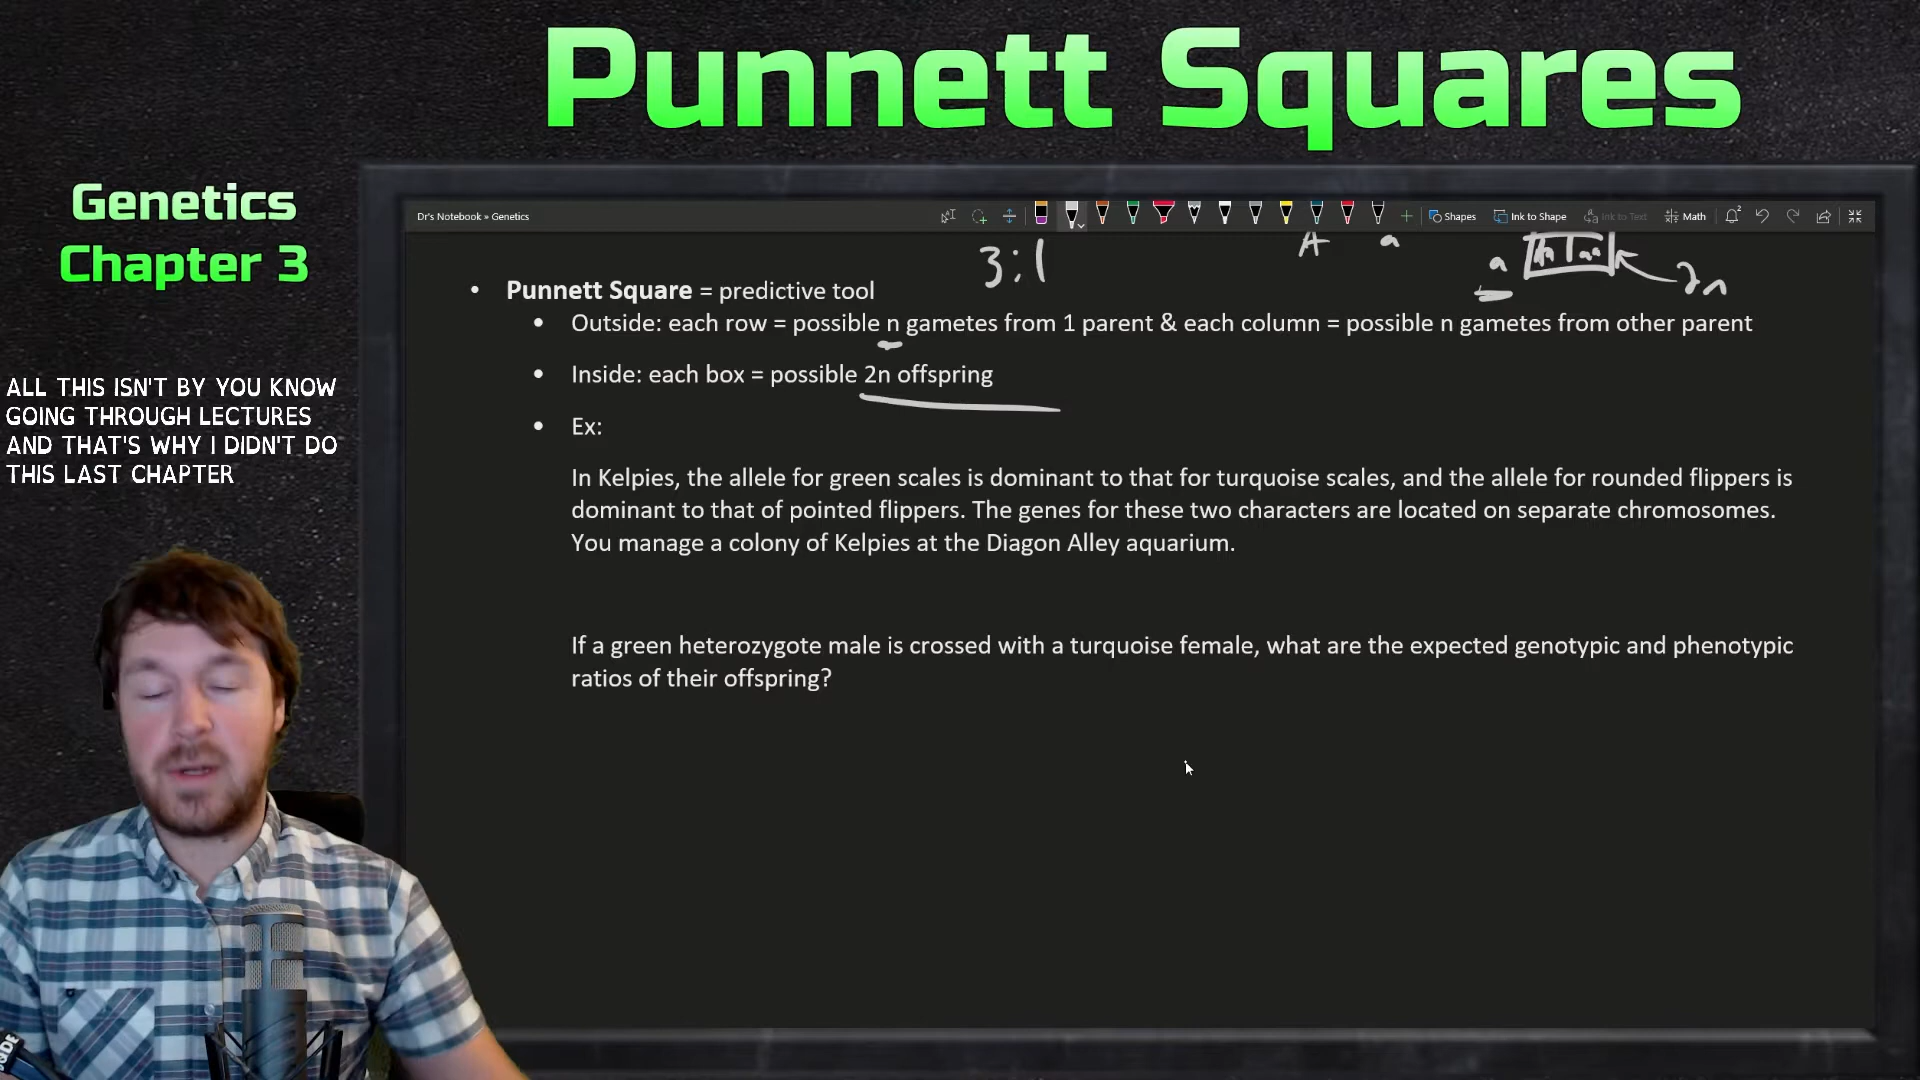 Punnett Squares
Genetics
Chapter 3
ALL THIS ISN'T BY YOU KNOW
GOING THROUGH LECTURES
AND THAT'S WHY I DIDN'T DO
THIS LAST CHAPTER
Dr's Notebook » Genetics
Shapes
Ink to Shape
Ink to Text
Math
2
3:1
A a
a
2n
• Punnett Square = predictive tool
• Outside: each row = possible n gametes from 1 parent & each column = possible n gametes from other parent
• Inside: each box = possible 2n offspring
• Ex:
In Kelpies, the allele for green scales is dominant to that for turquoise scales, and the allele for rounded flippers is
dominant to that of pointed flippers. The genes for these two characters are located on separate chromosomes.
You manage a colony of Kelpies at the Diagon Alley aquarium.
If a green heterozygote male is crossed with a turquoise female, what are the expected genotypic and phenotypic
ratios of their offspring?